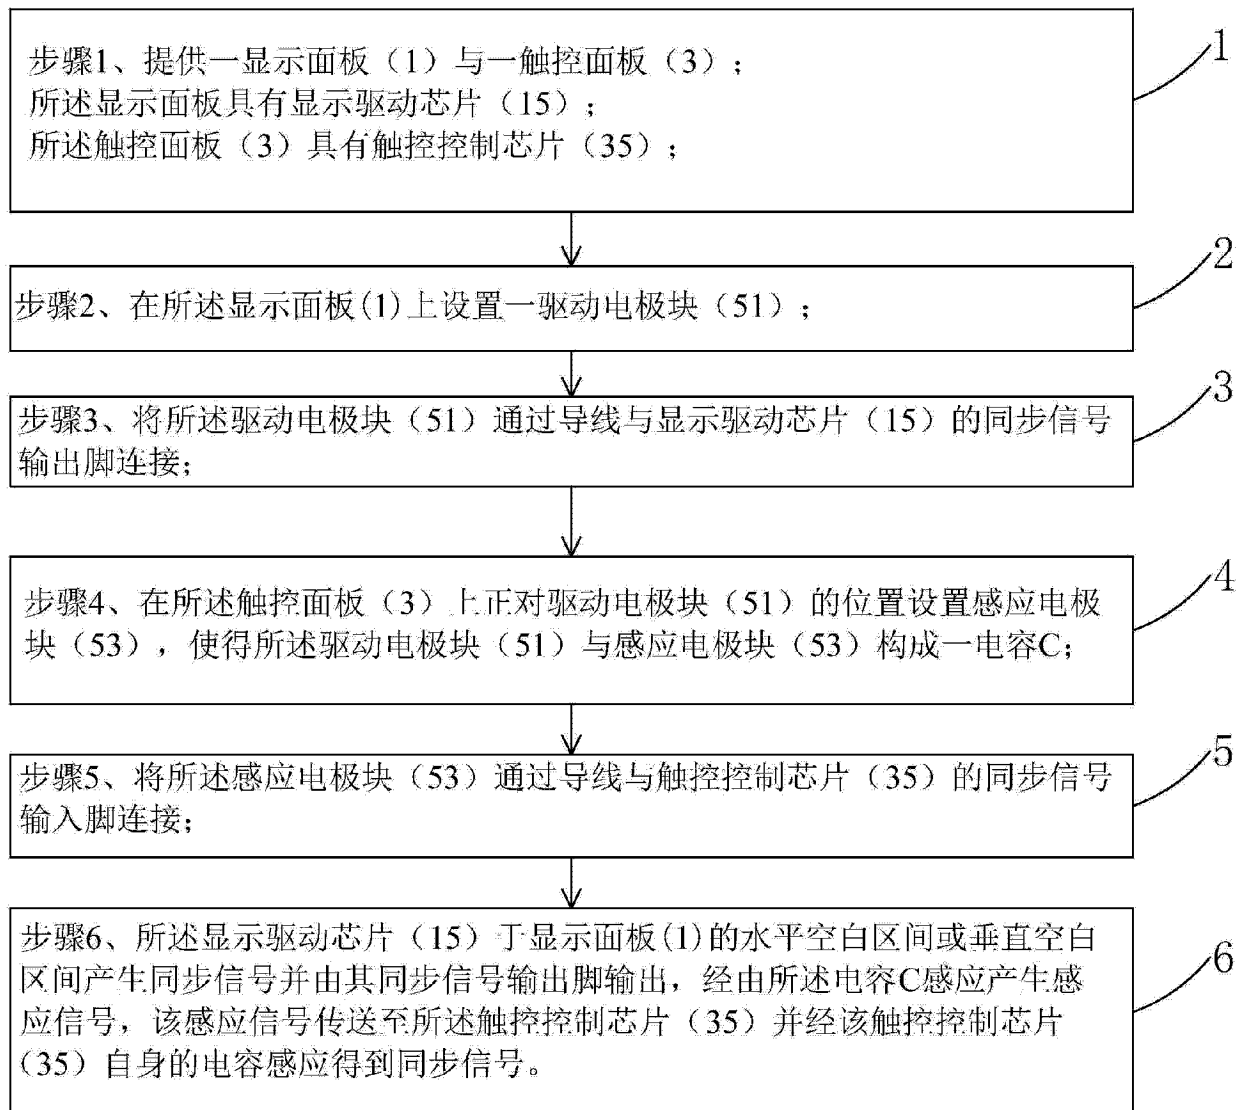 步骤1、提供一显示面板（1）与一触控面板（3）；
所述显示面板具有显示驱动芯片（15）；
所述触控面板（3）具有触控控制芯片（35）；
1
步骤2、在所述显示面板(1)上设置一驱动电极块（51）；
2
步骤3、将所述驱动电极块（51）通过导线与显示驱动芯片（15）的同步信号
输出脚连接；
3
步骤4、在所述触控面板（3）上正对驱动电极块（51）的位置设置感应电极
块（53），使得所述驱动电极块（51）与感应电极块（53）构成一电容C；
4
步骤5、将所述感应电极块（53）通过导线与触控控制芯片（35）的同步信号
输入脚连接；
5
步骤6、所述显示驱动芯片（15）于显示面板(1)的水平空白区间或垂直空白
区间产生同步信号并由其同步信号输出脚输出，经由所述电容C感应产生感
应信号，该感应信号传送至所述触控控制芯片（35）并经该触控控制芯片
（35）自身的电容感应得到同步信号。
6